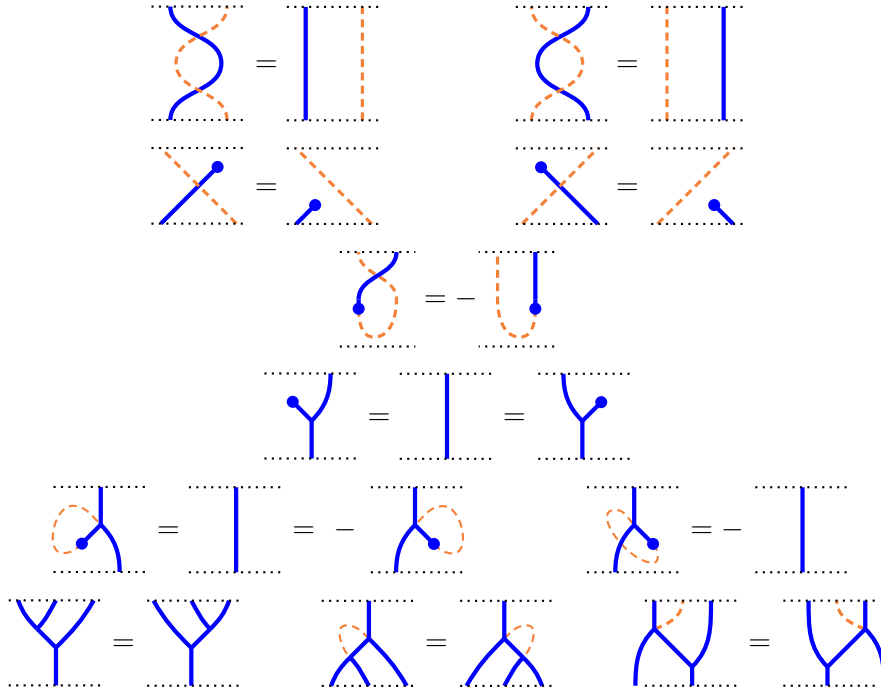 = =
= =
= −
= =
= = − = −
= = =